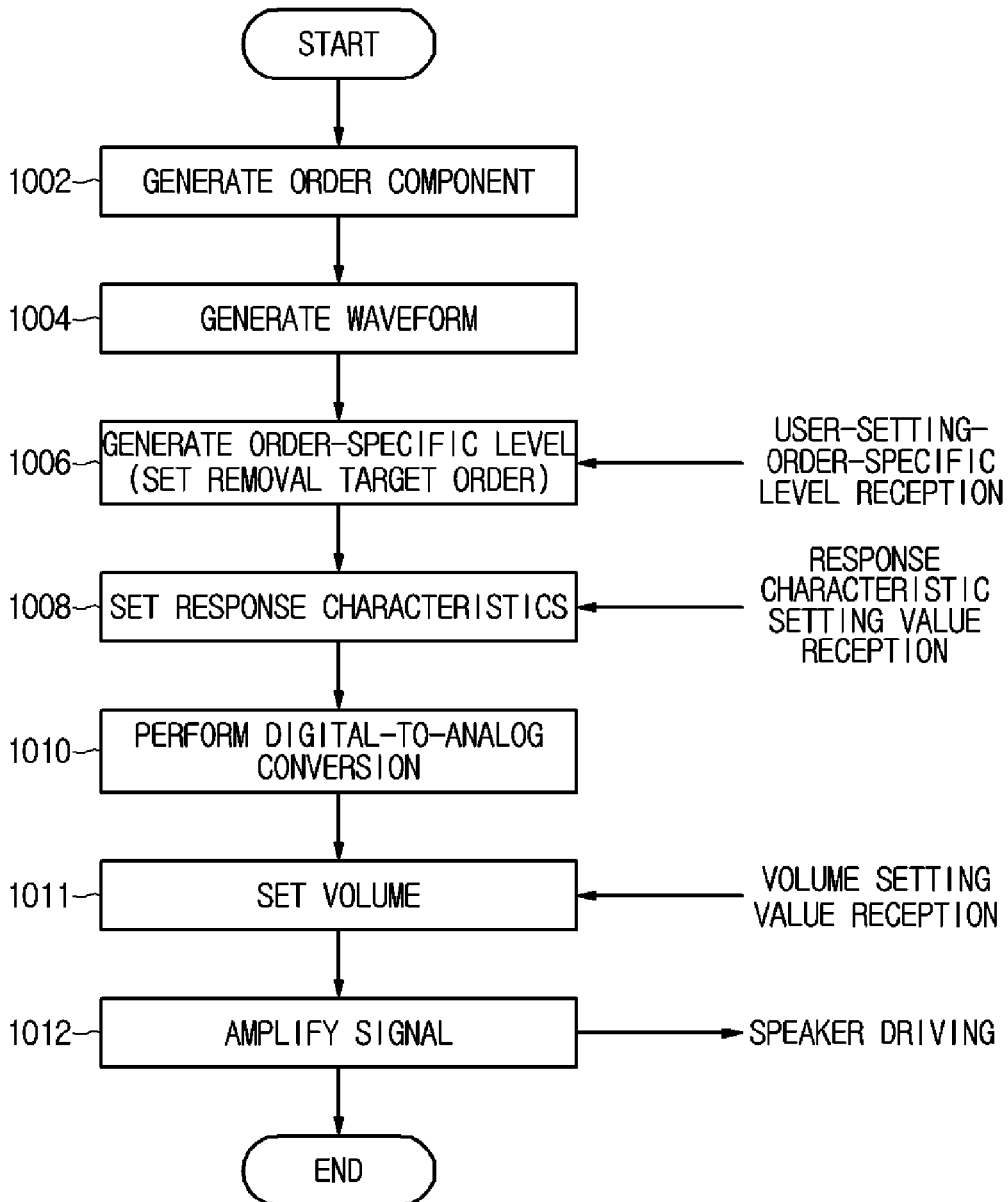 START
1002
GENERATE ORDER COMPONENT
1004
GENERATE WAVEFORM
1006
GENERATE ORDER-SPECIFIC LEVEL
(SET REMOVAL TARGET ORDER)
USER-SETTING-
ORDER-SPECIFIC
LEVEL RECEPTION
1008
SET RESPONSE CHARACTERISTICS
RESPONSE
CHARACTERISTIC
SETTING VALUE
RECEPTION
1010
PERFORM DIGITAL-TO-ANALOG
CONVERSION
1011
SET VOLUME
VOLUME SETTING
VALUE RECEPTION
1012
AMPLIFY SIGNAL
SPEAKER DRIVING
END